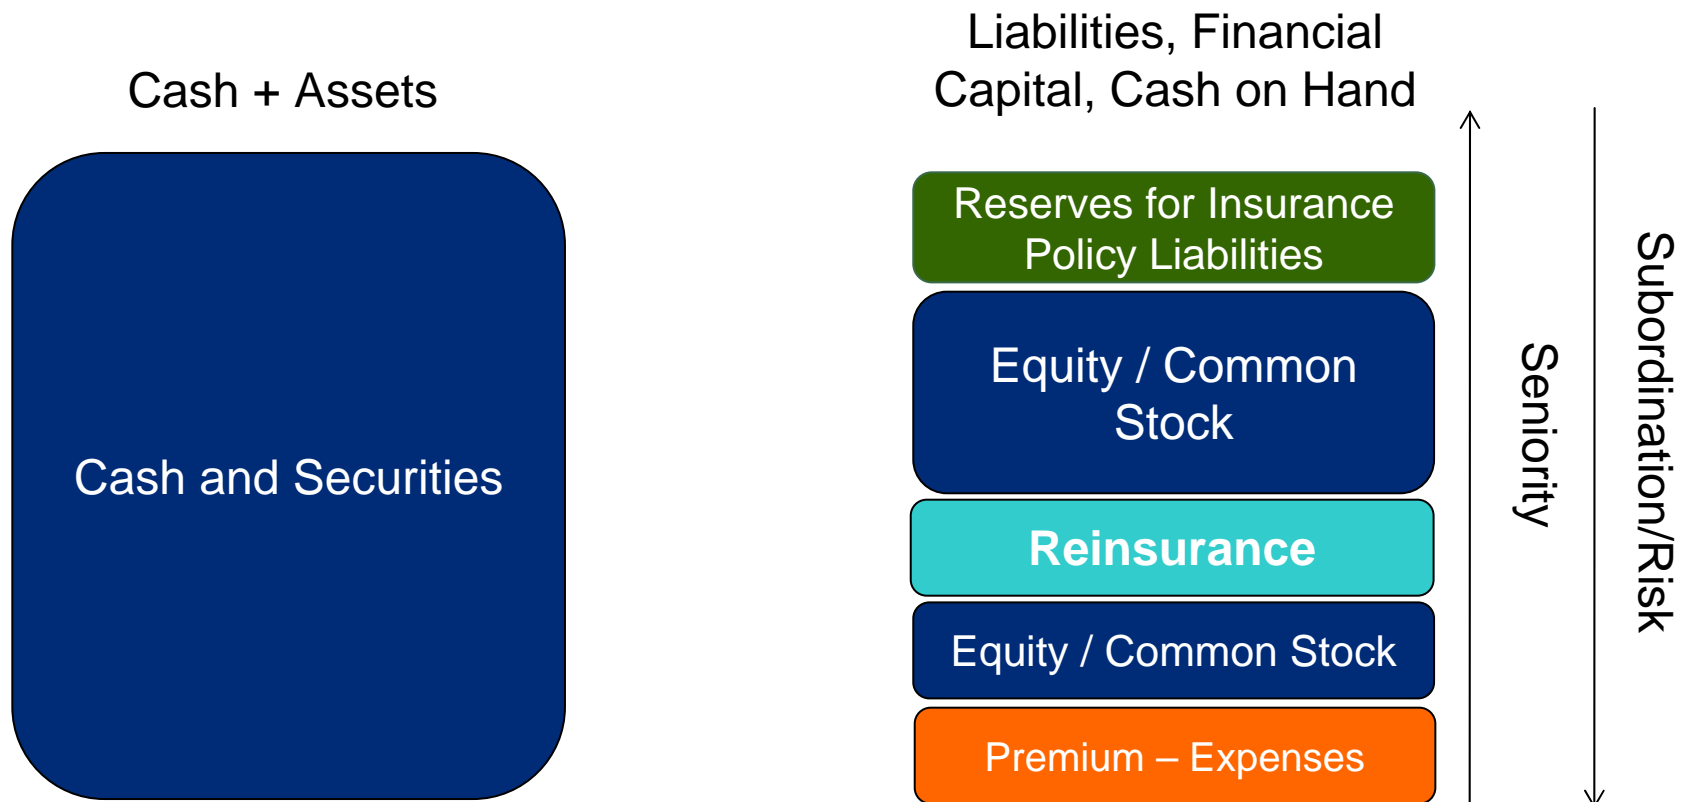 Cash + Assets
Cash and Securities
Liabilities, Financial
Capital, Cash on Hand
Reserves for Insurance
Policy Liabilities
Equity / Common
Stock
Reinsurance
Equity / Common Stock
Premium – Expenses
Seniority
Subordination/Risk